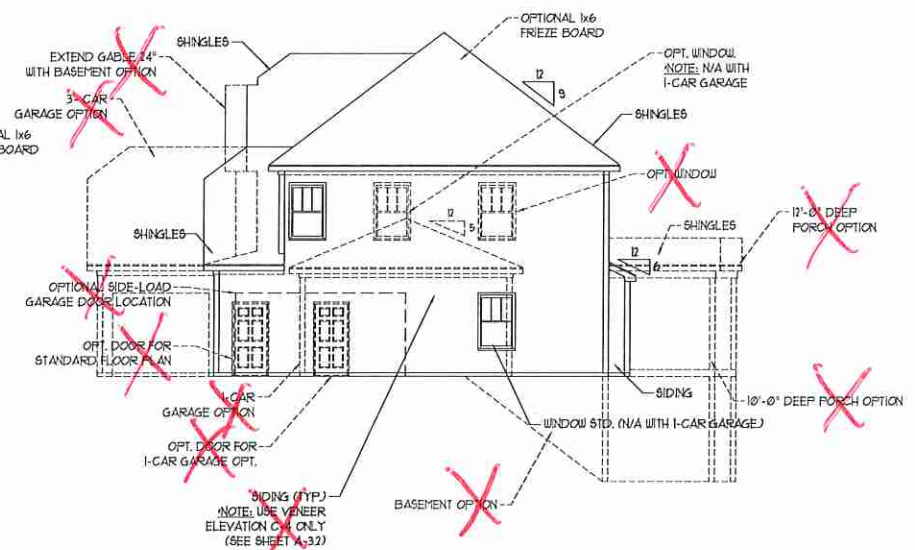 OPTIONAL 1x6
FRIEZE BOARD
SHINGLES
EXTEND GABLE 24"
WITH BASEMENT OPTION
OPT. WINDOW.
NOTE: N/A WITH
1-CAR GARAGE
12
9
3-CAR
GARAGE OPTION
SHINGLES
AL 1x6
BOARD
OPT. WINDOW
12
5
SHINGLES
12'-0" DEEP
PORCH OPTION
SHINGLES
12
6
OPTIONAL SIDE-LOAD
GARAGE DOOR LOCATION
OPT. DOOR FOR
STANDARD FLOOR PLAN
SIDING
1-CAR
GARAGE OPTION
10'-0" DEEP PORCH OPTION
WINDOW STD. (N/A WITH 1-CAR GARAGE)
OPT. DOOR FOR
1-CAR GARAGE OPT.
SIDING (TYP.)
NOTE: USE VENEER
ELEVATION C-4 ONLY
(SEE SHEET A-3.2)
BASEMENT OPTION